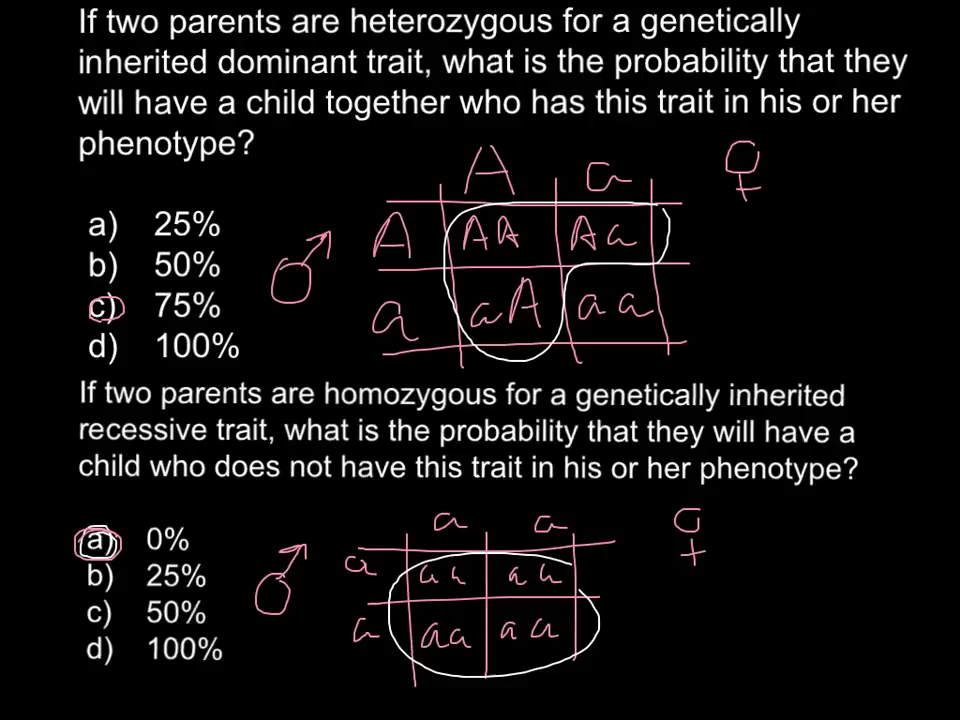 If two parents are heterozygous for a genetically
inherited dominant trait, what is the probability that they
will have a child together who has this trait in his or her
phenotype?
A a
a) 25%
b) 50%
c) 75%
d) 100%
A AA Aa
a aA aa
If two parents are homozygous for a genetically inherited
recessive trait, what is the probability that they will have a
child who does not have this trait in his or her phenotype?
a) 0%
b) 25%
c) 50%
d) 100%
a a
a aa aa
a aa aa